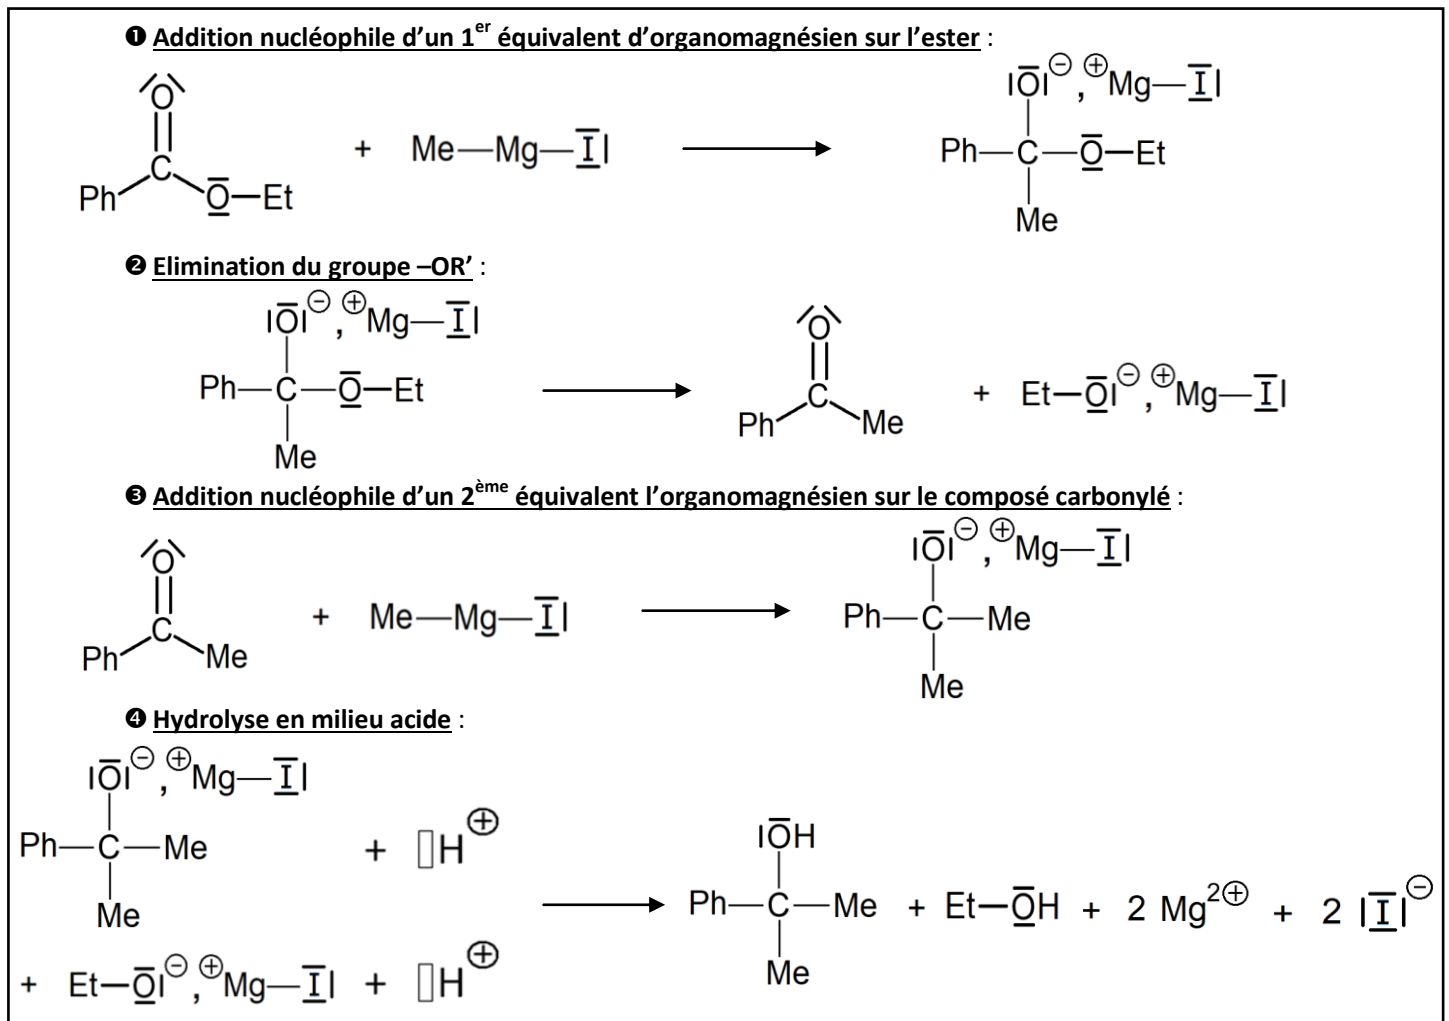 ❶ Addition nucléophile d’un 1er équivalent d’organomagnésien sur l’ester :
|O|⊖ , ⊕Mg—I|
O
Ph C O—Et + Me—Mg—I| → Ph—C—O—Et
Me
❷ Elimination du groupe –OR’ :
|O|⊖ , ⊕Mg—I|
O
Ph—C—O—Et → Ph C Me + Et—O|⊖ , ⊕Mg—I|
Me
❸ Addition nucléophile d’un 2ème équivalent l’organomagnésien sur le composé carbonylé :
|O|⊖ , ⊕Mg—I|
O
Ph C Me + Me—Mg—I| → Ph—C—Me
Me
❹ Hydrolyse en milieu acide :
|O|⊖ , ⊕Mg—I|
Ph—C—Me + ▯H⊕
Me
|OH
→ Ph—C—Me + Et—OH + 2 Mg2⊕ + 2 |I|⊖
Me
+ Et—O|⊖ , ⊕Mg—I| + ▯H⊕